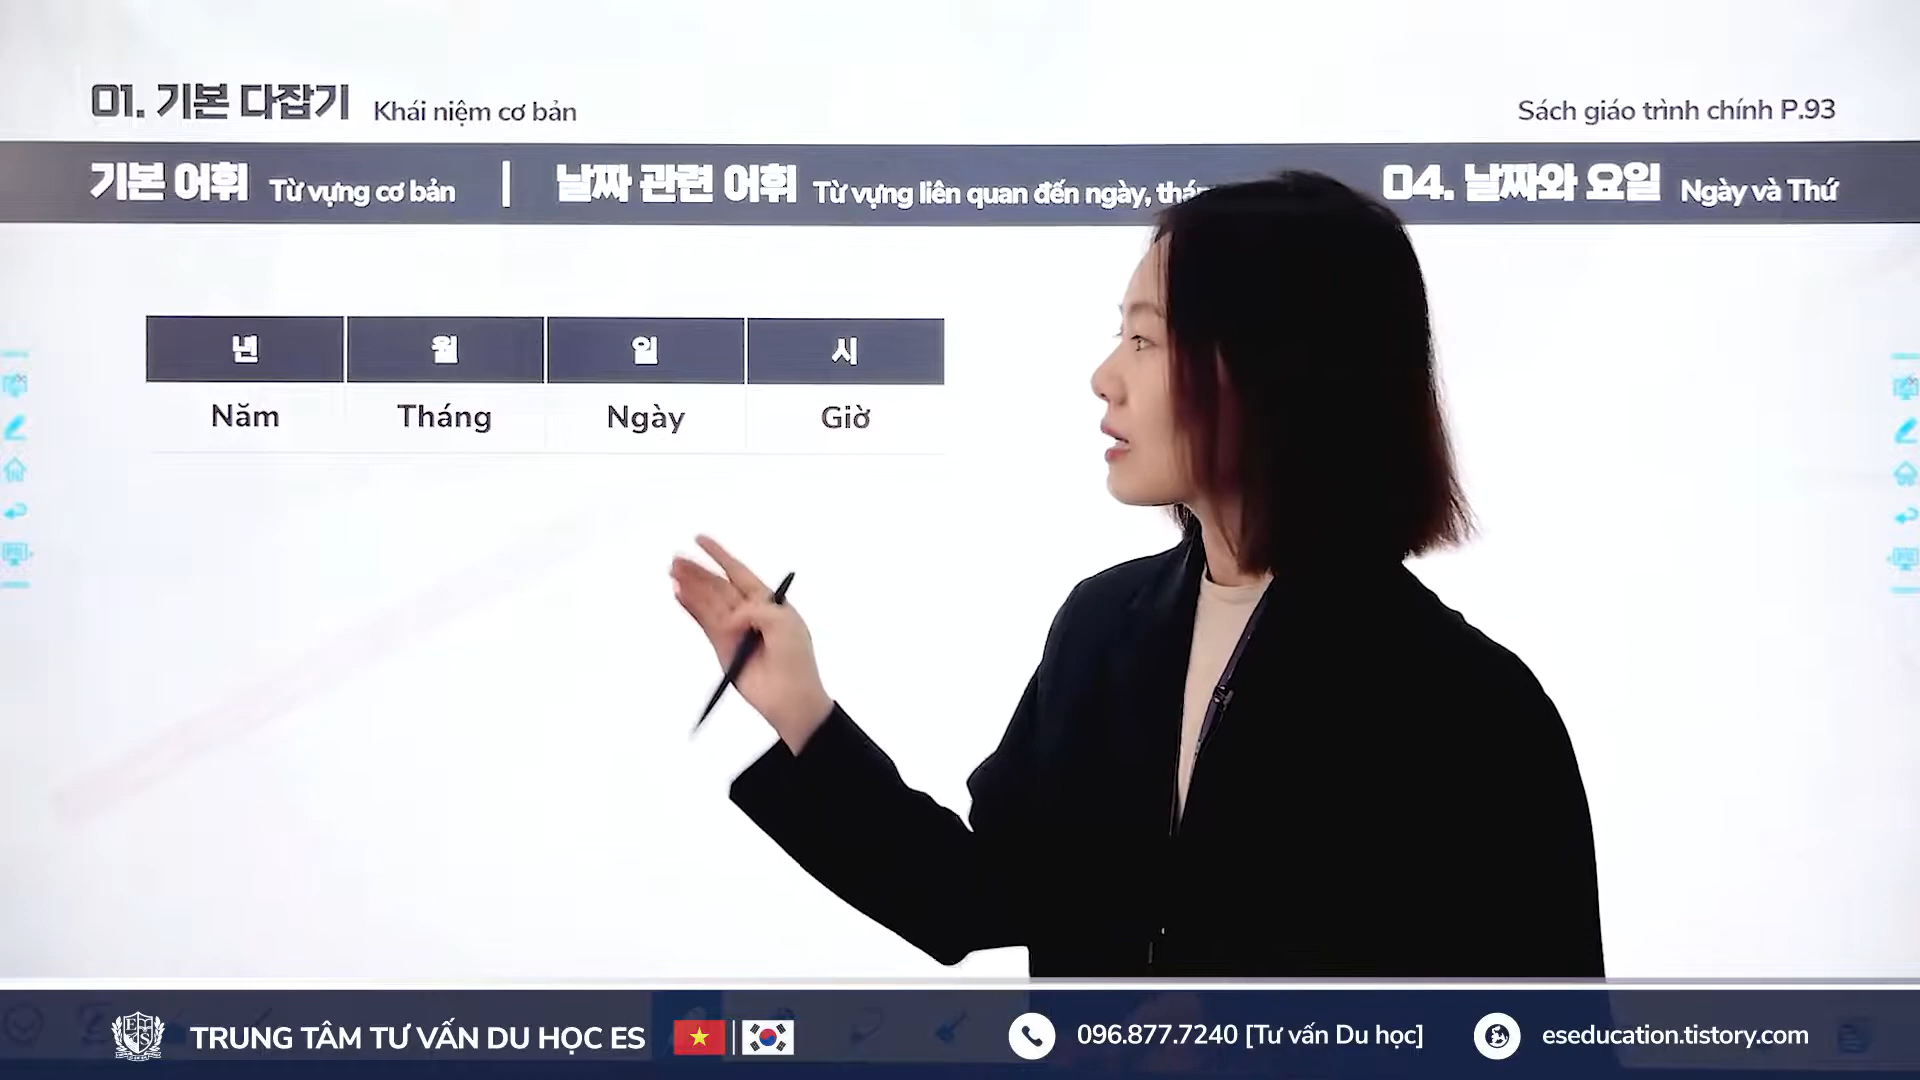 01. 기본 다잡기 Khái niệm cơ bản
Sách giáo trình chính P.93
기본 어휘 Từ vựng cơ bản | 날짜 관련 어휘 Từ vựng liên quan đến ngày,
04. 날짜와 요일 Ngày và Thứ
년 월 일 시
Năm Tháng Ngày Giờ
TRUNG TÂM TƯ VẤN DU HỌC ES
096.877.7240 [Tư vấn Du học]
eseducation.tistory.com